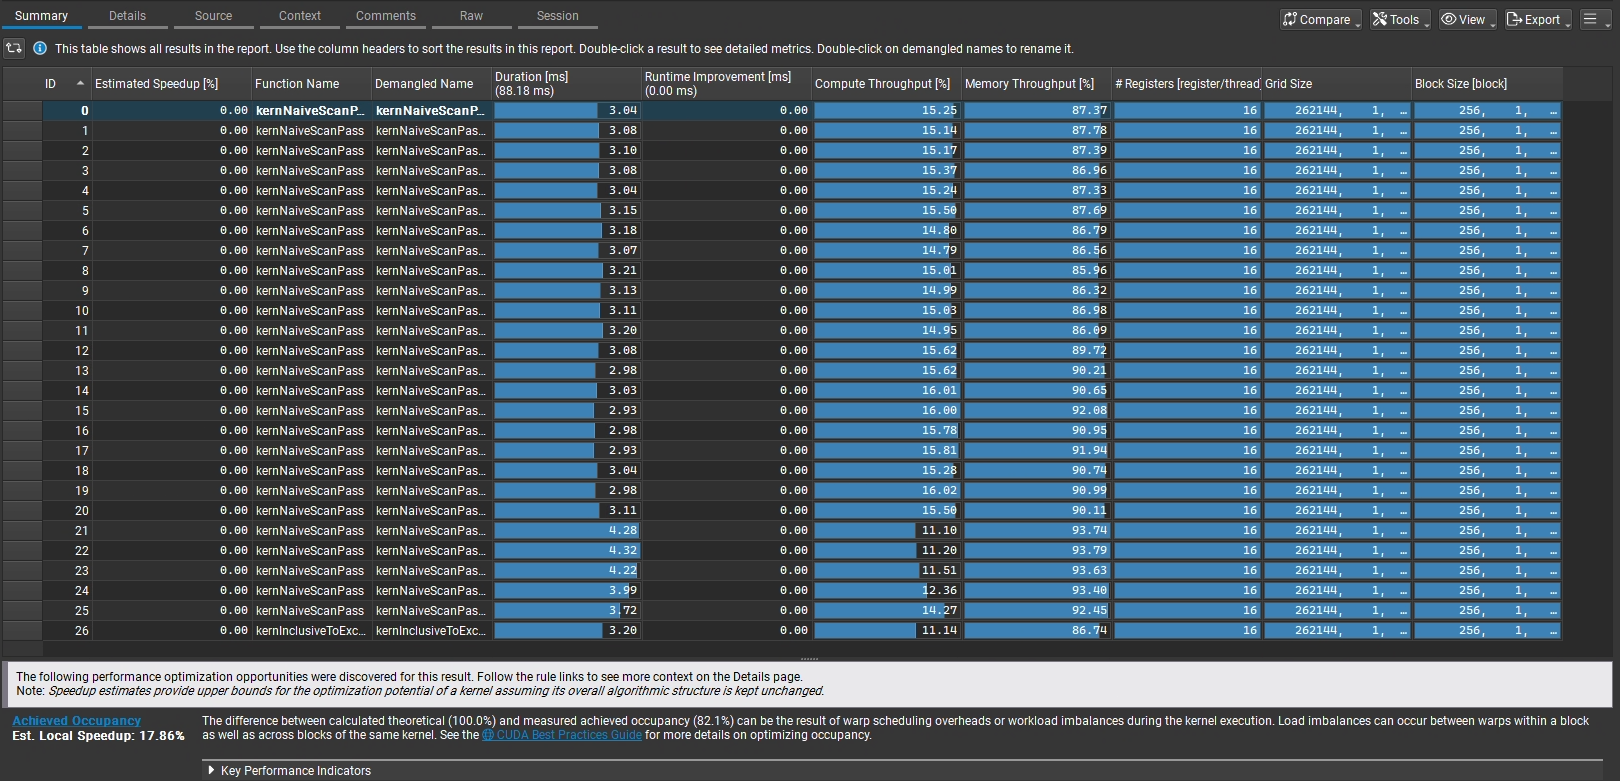 Summary Details Source Context Comments Raw Session Compare Tools View Export
This table shows all results in the report. Use the column headers to sort the results in this report. Double-click a result to see detailed metrics. Double-click on demangled names to rename it.
ID Estimated Speedup [%] Function Name Demangled Name Duration [ms] (88.18 ms) Runtime Improvement [ms] (0.00 ms) Compute Throughput [%] Memory Throughput [%] # Registers [register/thread] Grid Size Block Size [block]
0 0.00 kernNaiveScanP... kernNaiveScanP... 3.04 0.00 15.25 87.37 16 262144, 1, ... 256, 1, ...
1 0.00 kernNaiveScanPass kernNaiveScanPas... 3.08 0.00 15.14 87.78 16 262144, 1, ... 256, 1, ...
2 0.00 kernNaiveScanPass kernNaiveScanPas... 3.10 0.00 15.17 87.39 16 262144, 1, ... 256, 1, ...
3 0.00 kernNaiveScanPass kernNaiveScanPas... 3.08 0.00 15.37 86.96 16 262144, 1, ... 256, 1, ...
4 0.00 kernNaiveScanPass kernNaiveScanPas... 3.04 0.00 15.24 87.33 16 262144, 1, ... 256, 1, ...
5 0.00 kernNaiveScanPass kernNaiveScanPas... 3.15 0.00 15.50 87.69 16 262144, 1, ... 256, 1, ...
6 0.00 kernNaiveScanPass kernNaiveScanPas... 3.18 0.00 14.80 86.79 16 262144, 1, ... 256, 1, ...
7 0.00 kernNaiveScanPass kernNaiveScanPas... 3.07 0.00 14.79 86.56 16 262144, 1, ... 256, 1, ...
8 0.00 kernNaiveScanPass kernNaiveScanPas... 3.21 0.00 15.01 85.96 16 262144, 1, ... 256, 1, ...
9 0.00 kernNaiveScanPass kernNaiveScanPas... 3.13 0.00 14.99 86.32 16 262144, 1, ... 256, 1, ...
10 0.00 kernNaiveScanPass kernNaiveScanPas... 3.11 0.00 15.03 86.98 16 262144, 1, ... 256, 1, ...
11 0.00 kernNaiveScanPass kernNaiveScanPas... 3.20 0.00 14.95 86.09 16 262144, 1, ... 256, 1, ...
12 0.00 kernNaiveScanPass kernNaiveScanPas... 3.08 0.00 15.62 89.72 16 262144, 1, ... 256, 1, ...
13 0.00 kernNaiveScanPass kernNaiveScanPas... 2.98 0.00 15.62 90.21 16 262144, 1, ... 256, 1, ...
14 0.00 kernNaiveScanPass kernNaiveScanPas... 3.03 0.00 16.01 90.65 16 262144, 1, ... 256, 1, ...
15 0.00 kernNaiveScanPass kernNaiveScanPas... 2.93 0.00 16.00 92.08 16 262144, 1, ... 256, 1, ...
16 0.00 kernNaiveScanPass kernNaiveScanPas... 2.98 0.00 15.78 90.95 16 262144, 1, ... 256, 1, ...
17 0.00 kernNaiveScanPass kernNaiveScanPas... 2.93 0.00 15.81 91.94 16 262144, 1, ... 256, 1, ...
18 0.00 kernNaiveScanPass kernNaiveScanPas... 3.04 0.00 15.28 90.74 16 262144, 1, ... 256, 1, ...
19 0.00 kernNaiveScanPass kernNaiveScanPas... 2.98 0.00 16.02 90.99 16 262144, 1, ... 256, 1, ...
20 0.00 kernNaiveScanPass kernNaiveScanPas... 3.11 0.00 15.50 90.11 16 262144, 1, ... 256, 1, ...
21 0.00 kernNaiveScanPass kernNaiveScanPas... 4.28 0.00 11.10 93.74 16 262144, 1, ... 256, 1, ...
22 0.00 kernNaiveScanPass kernNaiveScanPas... 4.32 0.00 11.20 93.79 16 262144, 1, ... 256, 1, ...
23 0.00 kernNaiveScanPass kernNaiveScanPas... 4.22 0.00 11.51 93.63 16 262144, 1, ... 256, 1, ...
24 0.00 kernNaiveScanPass kernNaiveScanPas... 3.99 0.00 12.36 93.40 16 262144, 1, ... 256, 1, ...
25 0.00 kernNaiveScanPass kernNaiveScanPas... 3.72 0.00 14.27 92.45 16 262144, 1, ... 256, 1, ...
26 0.00 kernInclusiveToExc... kernInclusiveToExc... 3.20 0.00 11.14 86.74 16 262144, 1, ... 256, 1, ...
The following performance optimization opportunities were discovered for this result. Follow the rule links to see more context on the Details page.
Note: Speedup estimates provide upper bounds for the optimization potential of a kernel assuming its overall algorithmic structure is kept unchanged.
Achieved Occupancy
Est. Local Speedup: 17.86%
The difference between calculated theoretical (100.0%) and measured achieved occupancy (82.1%) can be the result of warp scheduling overheads or workload imbalances during the kernel execution. Load imbalances can occur between warps within a block
as well as across blocks of the same kernel. See the CUDA Best Practices Guide for more details on optimizing occupancy.
Key Performance Indicators